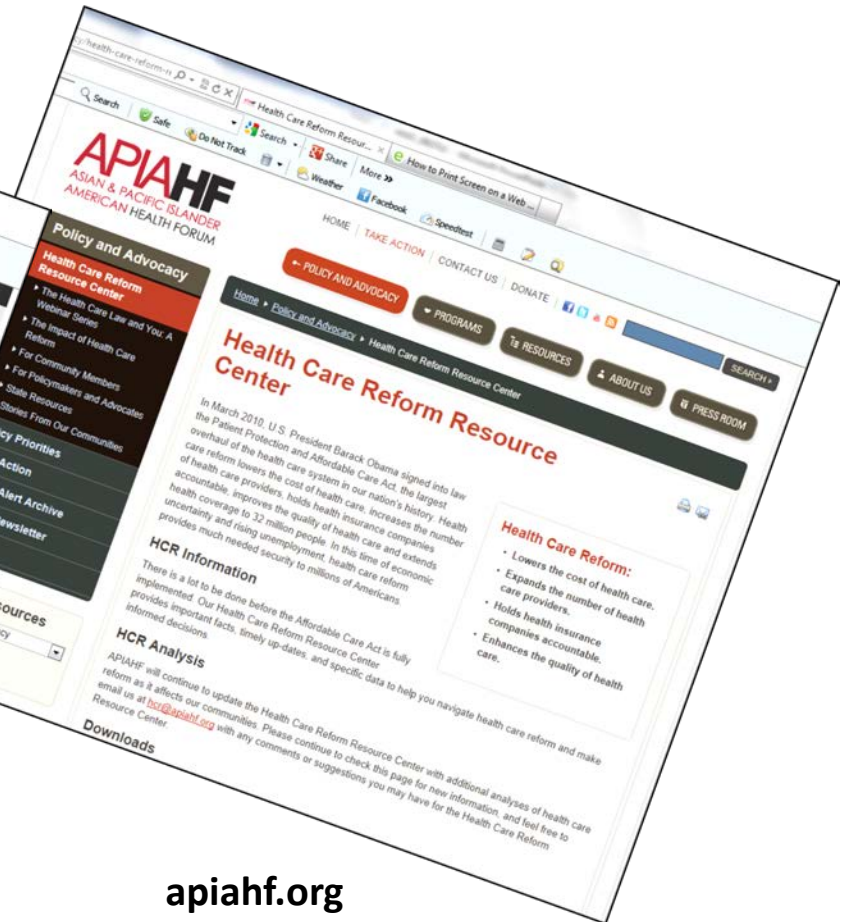 cy/health-care-reform-r
Health Care Reform Resour...
How to Print Screen on a Web ...
Search
Safe
Do Not Track
Search
Share
More »
Weather
Facebook
Speedtest
APIAHF
ASIAN & PACIFIC ISLANDER
AMERICAN HEALTH FORUM
HOME | TAKE ACTION | CONTACT US | DONATE
SEARCH
POLICY AND ADVOCACY
PROGRAMS
RESOURCES
ABOUT US
PRESS ROOM
Policy and Advocacy
Health Care Reform
Resource Center
The Health Care Law and You: A
Webinar Series
The Impact of Health Care
Reform
For Community Members
For Policymakers and Advocates
State Resources
Stories From Our Communities
cy Priorities
Action
Alert Archive
ewsletter
ources
cy
Home ▸ Policy and Advocacy ▸ Health Care Reform Resource Center
Health Care Reform Resource
Center
In March 2010, U.S. President Barack Obama signed into law
the Patient Protection and Affordable Care Act, the largest
overhaul of the health care system in our nation's history. Health
care reform lowers the cost of health care, increases the number
of health care providers, holds health insurance companies
accountable, improves the quality of health care and extends
health coverage to 32 million people. In this time of economic
uncertainty and rising unemployment, health care reform
provides much needed security to millions of Americans.
Health Care Reform:
• Lowers the cost of health care.
• Expands the number of health
care providers.
• Holds health insurance
companies accountable.
• Enhances the quality of health
care.
HCR Information
There is a lot to be done before the Affordable Care Act is fully
implemented. Our Health Care Reform Resource Center
provides important facts, timely up-dates, and specific data to help you navigate health care reform and make
informed decisions.
HCR Analysis
APIAHF will continue to update the Health Care Reform Resource Center with additional analyses of health care
reform as it affects our communities. Please continue to check this page for new information, and feel free to
email us at hcr@apiahf.org with any comments or suggestions you may have for the Health Care Reform
Resource Center.
Downloads
apiahf.org